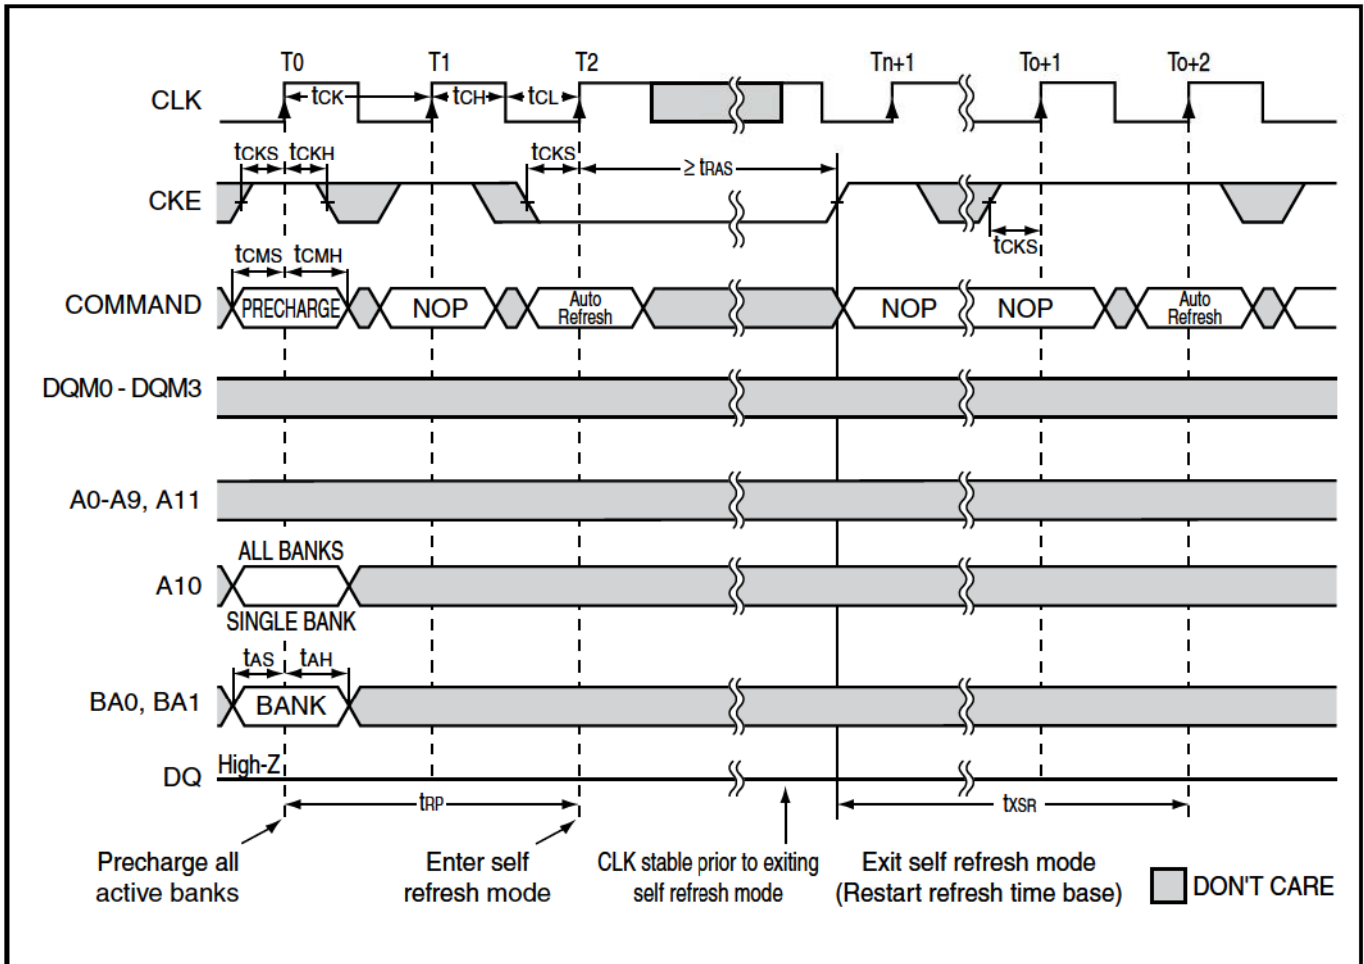 T0 T1 T2 Tn+1 To+1 To+2
CLK tCK tCH tCL
tCKS tCKH tCKS ≥ tRAS
CKE
tCKS
tCMS tCMH
COMMAND PRECHARGE NOP Auto Refresh NOP NOP Auto Refresh
DQM0 - DQM3
A0-A9, A11
ALL BANKS
A10
SINGLE BANK
tAS tAH
BA0, BA1 BANK
High-Z
DQ
tRP tXSR
Precharge all
active banks
Enter self
refresh mode
CLK stable prior to exiting
self refresh mode
Exit self refresh mode
(Restart refresh time base)
DON'T CARE